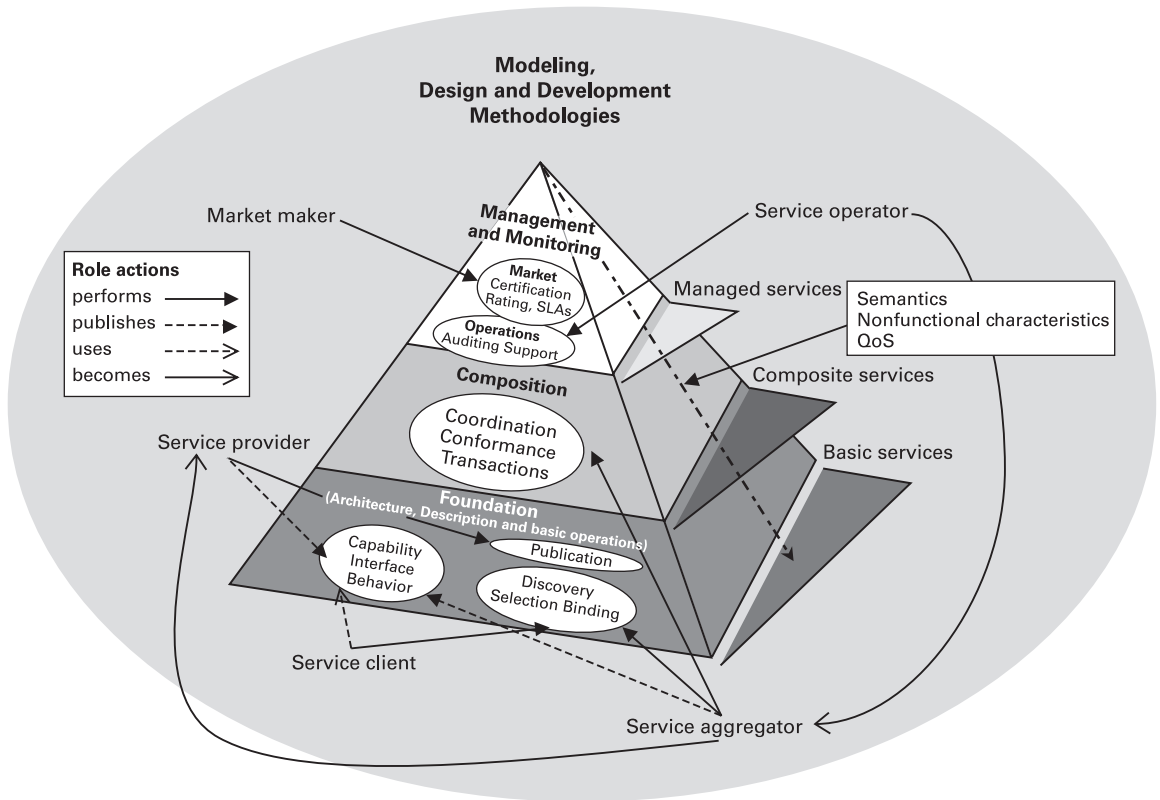 Modeling,
Design and Development
Methodologies
Market maker
Service operator
Management
and Monitoring
Role actions
performs
publishes
uses
becomes
Market
Certification
Rating, SLAs
Operations
Auditing Support
Managed services
Semantics
Nonfunctional characteristics
QoS
Composition
Composite services
Coordination
Conformance
Transactions
Service provider
Basic services
Foundation
(Architecture, Description and basic operations)
Capability
Interface
Behavior
Publication
Discovery
Selection Binding
Service client
Service aggregator